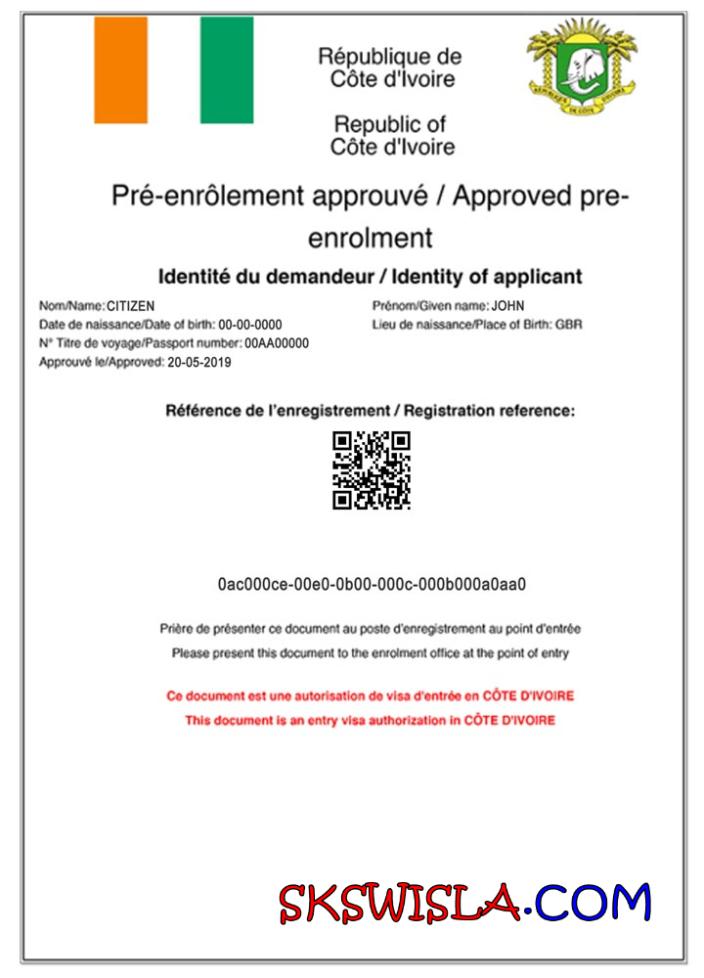 République de
Côte d'Ivoire
Republic of
Côte d'Ivoire
REPUBLIQUE D'IVOIRE
DE CÔTE
Pré-enrôlement approuvé / Approved pre-
enrolment
Identité du demandeur / Identity of applicant
Nom/Name: CITIZEN Prénom/Given name: JOHN
Date de naissance/Date of birth: 00-00-0000 Lieu de naissance/Place of Birth: GBR
N° Titre de voyage/Passport number: 00AA00000
Approuvé le/Approved: 20-05-2019
Référence de l'enregistrement / Registration reference:
0ac000ce-00e0-0b00-000c-000b000a0aa0
Prière de présenter ce document au poste d'enregistrement au point d'entrée
Please present this document to the enrolment office at the point of entry
Ce document est une autorisation de visa d'entrée en CÔTE D'IVOIRE
This document is an entry visa authorization in CÔTE D'IVOIRE
SKSWISLA.COM